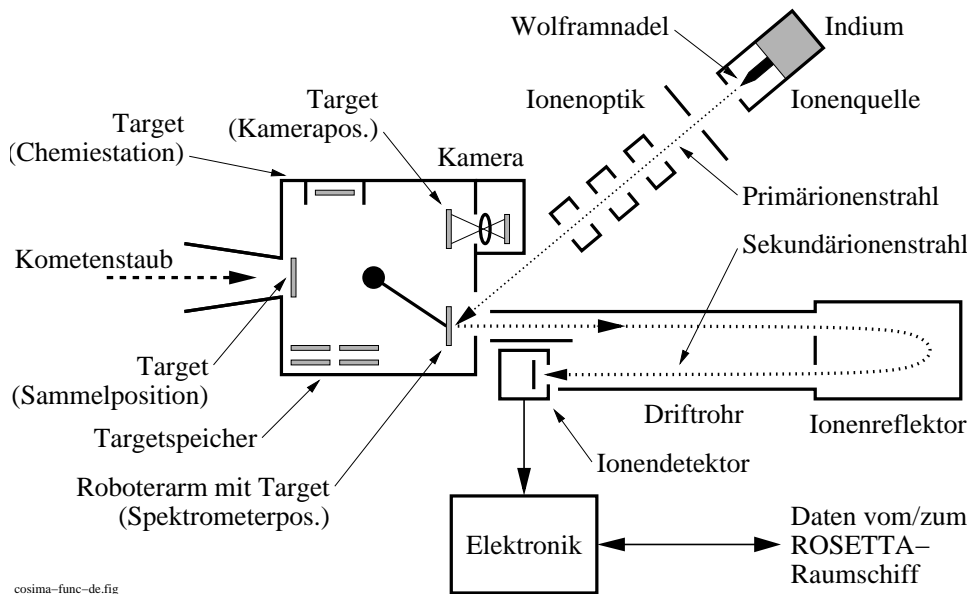 Wolframnadel
Indium
Ionenoptik
Ionenquelle
Target
(Kamerapos.)
Target
(Chemiestation)
Kamera
Primärionenstrahl
Sekundärionenstrahl
Kometenstaub
Target
(Sammelposition)
Driftrohr
Ionenreflektor
Targetspeicher
Ionendetektor
Roboterarm mit Target
(Spektrometerpos.)
Elektronik
Daten vom/zum
ROSETTA−
Raumschiff
cosima−func−de.fig